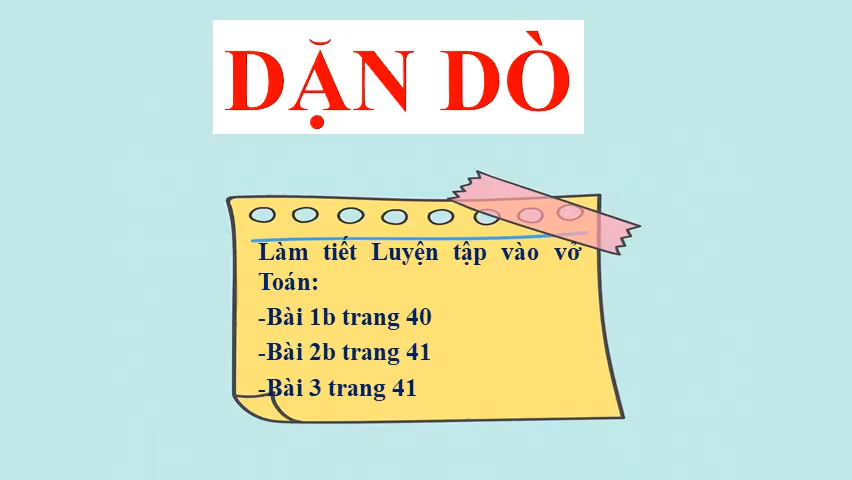 DẶN DÒ
Làm tiết Luyện tập vào vở
Toán:
-Bài 1b trang 40
-Bài 2b trang 41
-Bài 3 trang 41